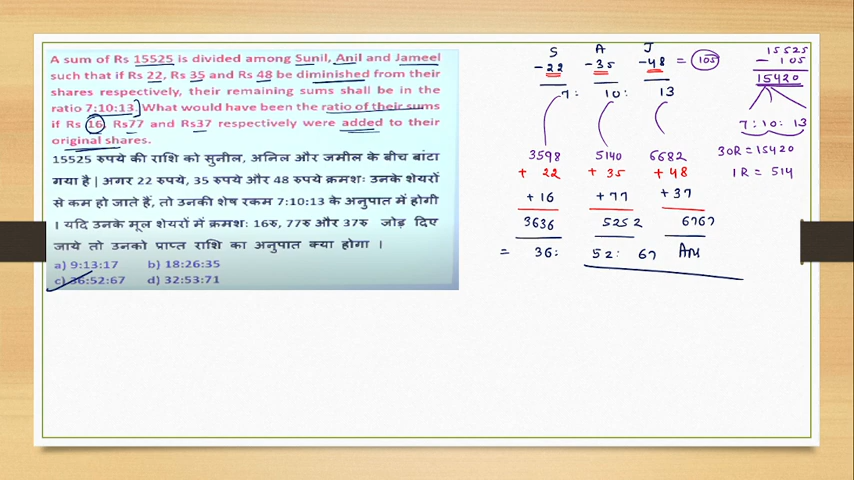 A sum of Rs 15525 is divided among Sunil, Anil and Jameel
such that if Rs 22, Rs 35 and Rs 48 be diminished from their
shares respectively, their remaining sums shall be in the
ratio 7:10:13. What would have been the ratio of their sums
if Rs 16, Rs77 and Rs37 respectively were added to their
original shares.
15525 रुपये की राशि को सुनील, अनिल और जमील के बीच बांटा
गया है | अगर 22 रुपये, 35 रुपये और 48 रुपये क्रमशः उनके शेयरों
से कम हो जाते हैं, तो उनकी शेष रकम 7:10:13 के अनुपात में होगी
। यदि उनके मूल शेयरों में क्रमशः 16रु, 77रु और 37रु जोड़ दिए
जाये तो उनको प्राप्त राशि का अनुपात क्या होगा ।
a) 9:13:17 b) 18:26:35
c) 36:52:67 d) 32:53:71
S A J
-22 -35 -48 = 105
7: 10: 13
3598 5140 6682
+ 22 + 35 + 48
+ 16 + 77 + 37
3636 5252 6767
= 36: 52: 67 Ans
15525
- 105
15420
7: 10: 13
30R = 15420
1R = 514